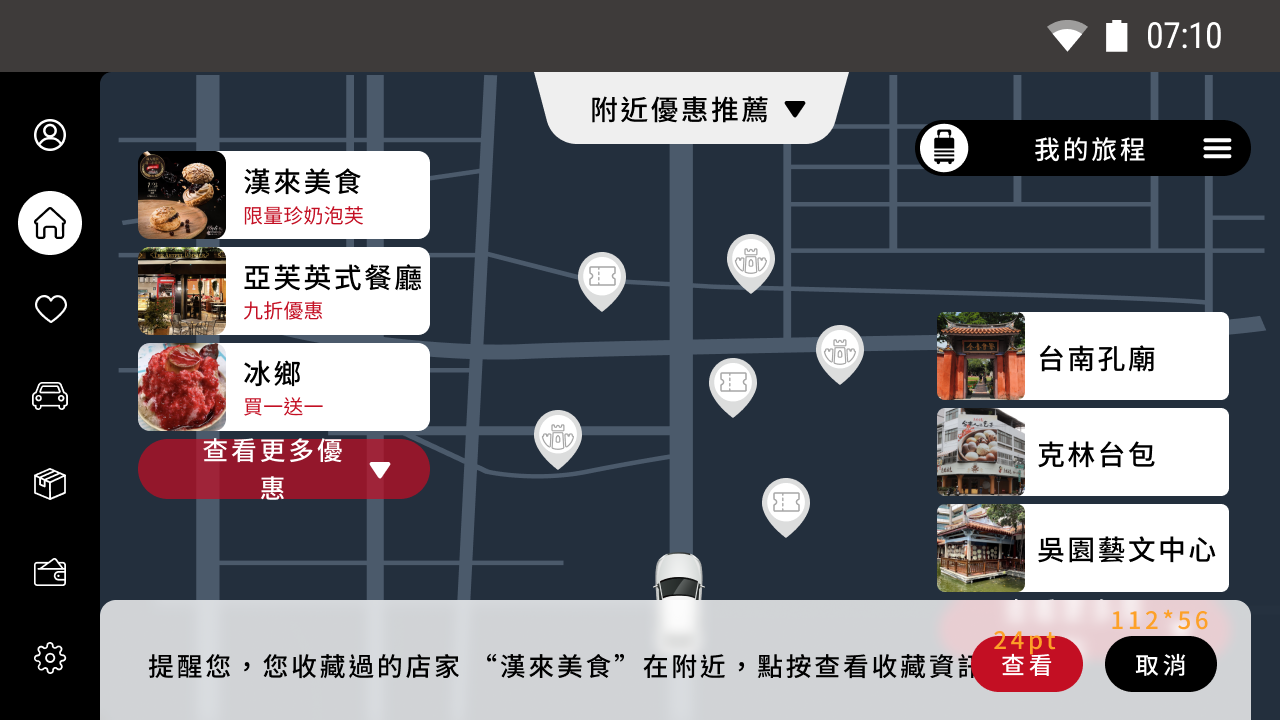 07:10
附近優惠推薦
我的旅程
漢來美食
限量珍奶泡芙
亞芙英式餐廳
九折優惠
冰鄉
買一送一
查看更多優
惠
台南孔廟
克林台包
吳園藝文中心
112*56
24pt
提醒您，您收藏過的店家 “漢來美食”在附近，點按查看收藏資訊
查看
取消